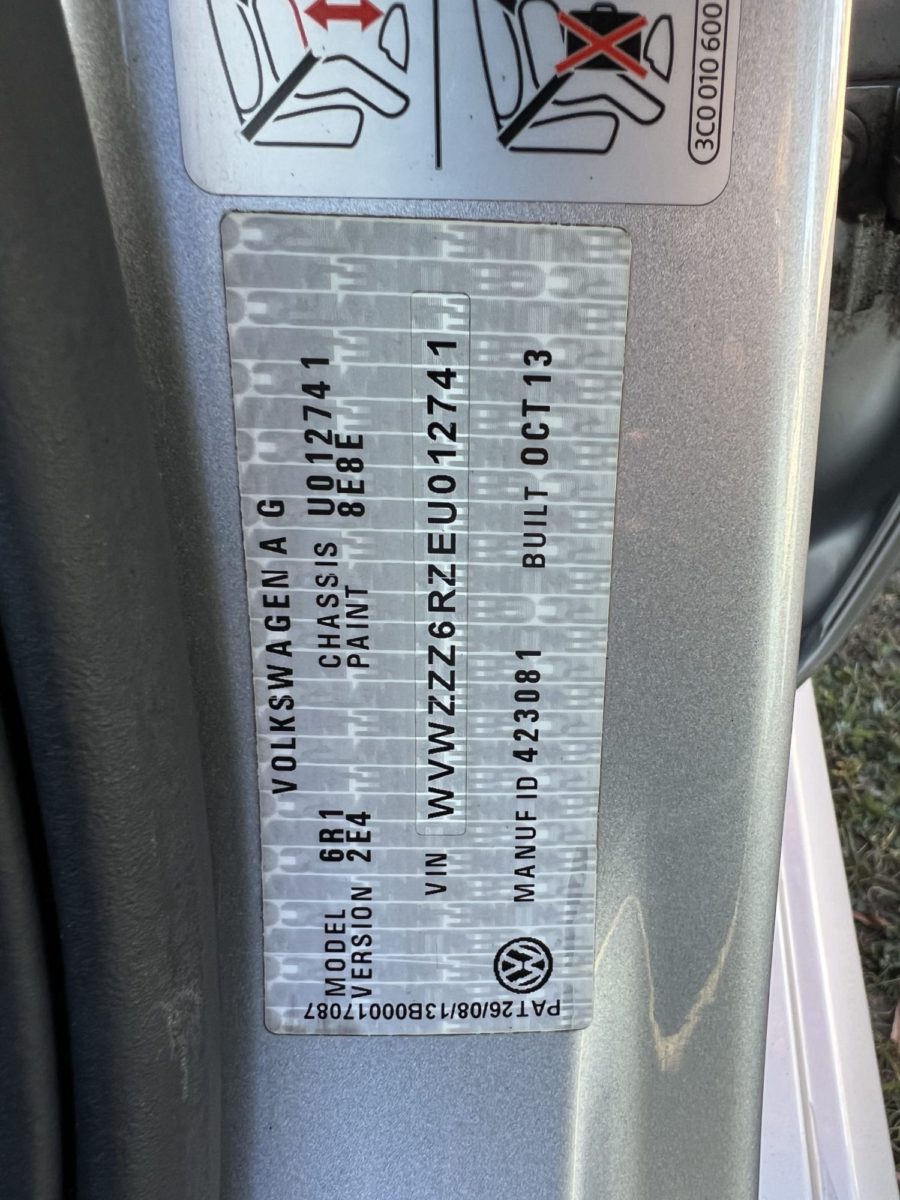 3C0 010 600
VOLKSWAGEN A G
MODEL 6R1 CHASSIS U012741
VERSION 2E4 PAINT 8E8E
VIN WVWZZZ6RZEU012741
MANUF ID 423081 BUILT OCT 13
PAT26/08/13B00017087